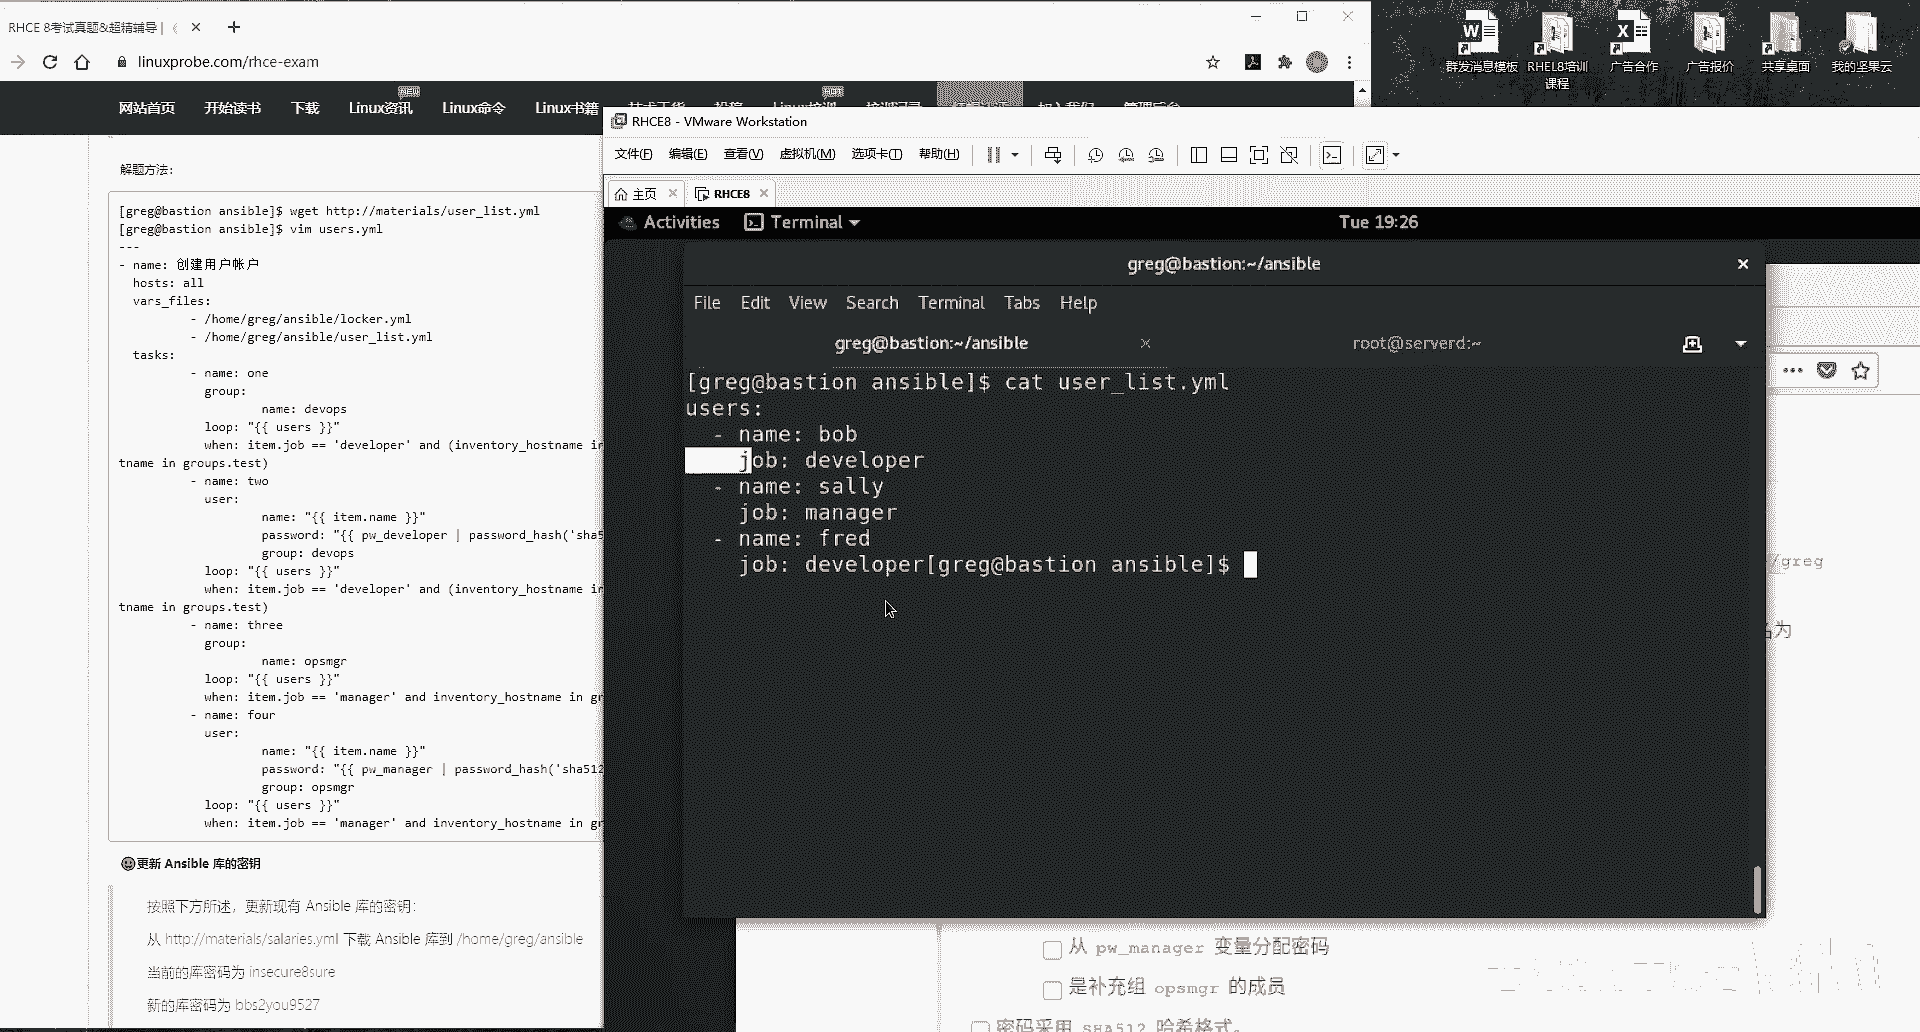 RHCE 8考试真题&超精辅导 |
linuxprobe.com/rhce-exam
群发消息模板
RHEL8培训课程
广告合作
广告报价
共享桌面
我的坚果云
网站首页 开始读书 下载 Linux资讯 Linux命令 Linux书籍
解题方法:
[greg@bastion ansible]$ wget http://materials/user_list.yml
[greg@bastion ansible]$ vim users.yml
---
- name: 创建用户帐户
hosts: all
vars_files:
- /home/greg/ansible/locker.yml
- /home/greg/ansible/user_list.yml
tasks:
- name: one
group:
name: devops
loop: "{{ users }}"
when: item.job == 'developer' and (inventory_hostname in
tname in groups.test)
- name: two
user:
name: "{{ item.name }}"
password: "{{ pw_developer | password_hash('sha5
group: devops
loop: "{{ users }}"
when: item.job == 'developer' and (inventory_hostname in
tname in groups.test)
- name: three
group:
name: opsmgr
loop: "{{ users }}"
when: item.job == 'manager' and inventory_hostname in gr
- name: four
user:
name: "{{ item.name }}"
password: "{{ pw_manager | password_hash('sha512
group: opsmgr
loop: "{{ users }}"
when: item.job == 'manager' and inventory_hostname in gr
更新 Ansible 库的密钥
按照下方所述，更新现有 Ansible 库的密钥:
从 http://materials/salaries.yml 下载 Ansible 库到 /home/greg/ansible
当前的库密码为 insecure8sure
新的库密码为 bbs2you9527
RHCE8 - VMware Workstation
文件(F) 编辑(E) 查看(V) 虚拟机(M) 选项卡(T) 帮助(H)
主页 RHCE8
Activities Terminal Tue 19:26
greg@bastion:~/ansible
File Edit View Search Terminal Tabs Help
greg@bastion:~/ansible root@serverd:~
[greg@bastion ansible]$ cat user_list.yml
users:
- name: bob
job: developer
- name: sally
job: manager
- name: fred
job: developer[greg@bastion ansible]$
/greg
名为
从 pw_manager 变量分配密码
是补充组 opsmgr 的成员
密码采用 SHA512 哈希格式。